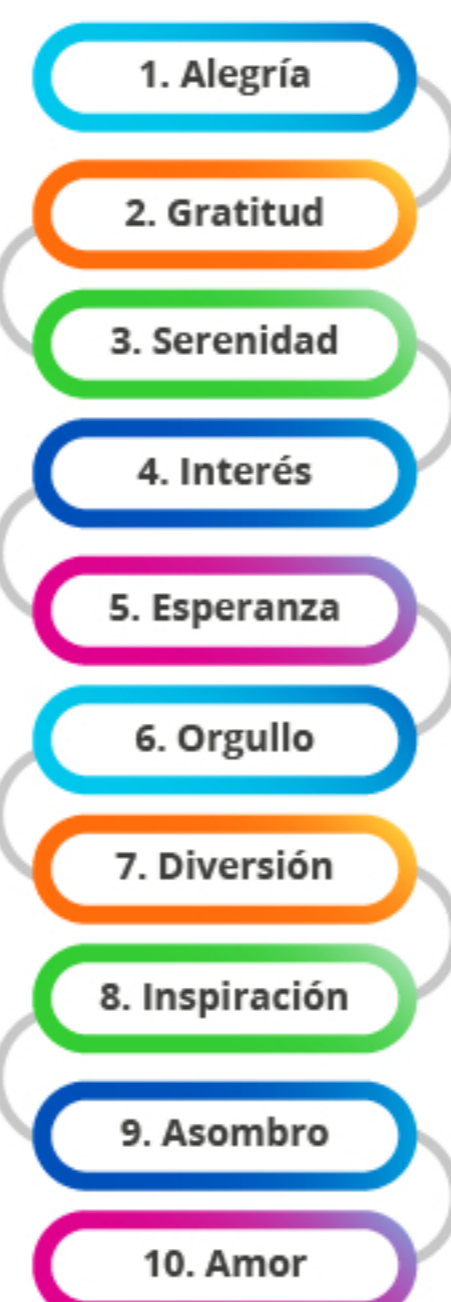 1. Alegría
2. Gratitud
3. Serenidad
4. Interés
5. Esperanza
6. Orgullo
7. Diversión
8. Inspiración
9. Asombro
10. Amor